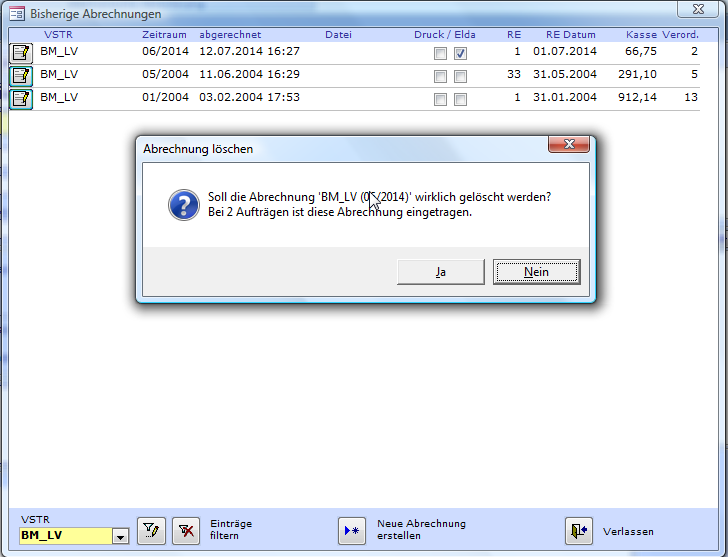 Bisherige Abrechnungen
VSTR Zeitraum abgerechnet Datei Druck / Elda RE RE Datum Kasse Verord.
BM_LV 06/2014 12.07.2014 16:27 1 01.07.2014 66,75 2
BM_LV 05/2004 11.06.2004 16:29 33 31.05.2004 291,10 5
BM_LV 01/2004 03.02.2004 17:53 1 31.01.2004 912,14 13
Abrechnung löschen
Soll die Abrechnung 'BM_LV 2014)' wirklich gelöscht werden?
Bei 2 Aufträgen ist diese Abrechnung eingetragen.
Ja Nein
VSTR
BM_LV
Einträge
filtern
Neue Abrechnung
erstellen
Verlassen